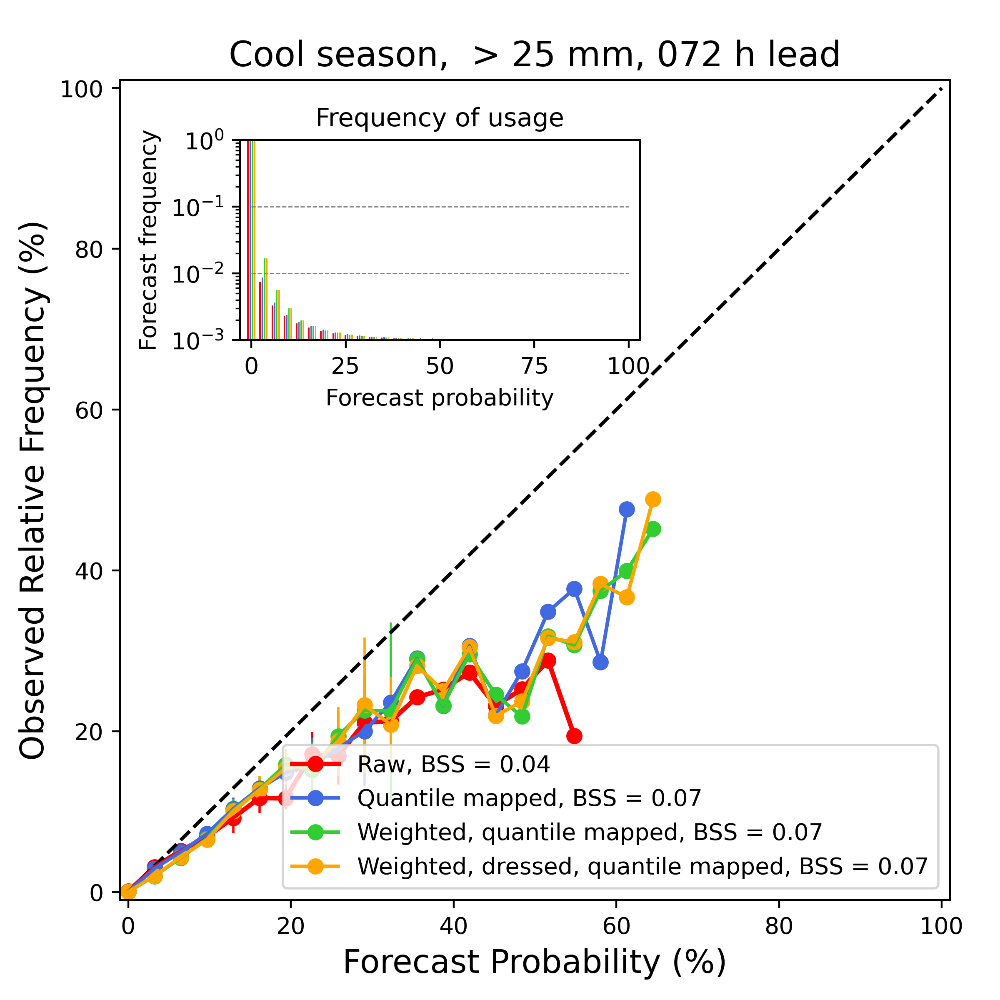 Cool season,  > 25 mm, 072 h lead
Observed Relative Frequency (%)
100
80
60
40
20
0
Frequency of usage
Forecast frequency
10⁰
10⁻¹
10⁻²
10⁻³
0 25 50 75 100
Forecast probability
Raw, BSS = 0.04
Quantile mapped, BSS = 0.07
Weighted, quantile mapped, BSS = 0.07
Weighted, dressed, quantile mapped, BSS = 0.07
0 20 40 60 80 100
Forecast Probability (%)